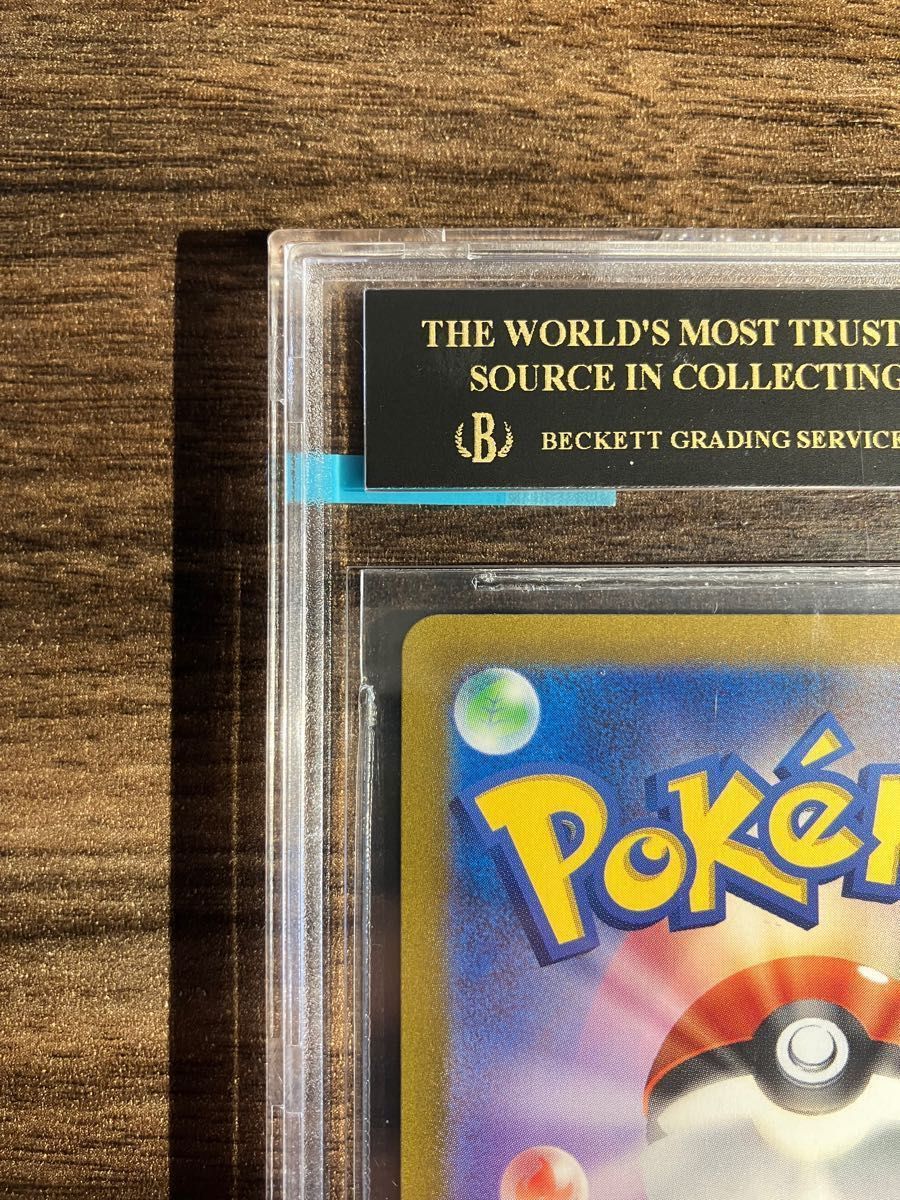 THE WORLD'S MOST TRUST
SOURCE IN COLLECTING
B BECKETT GRADING SERVICE
Poké